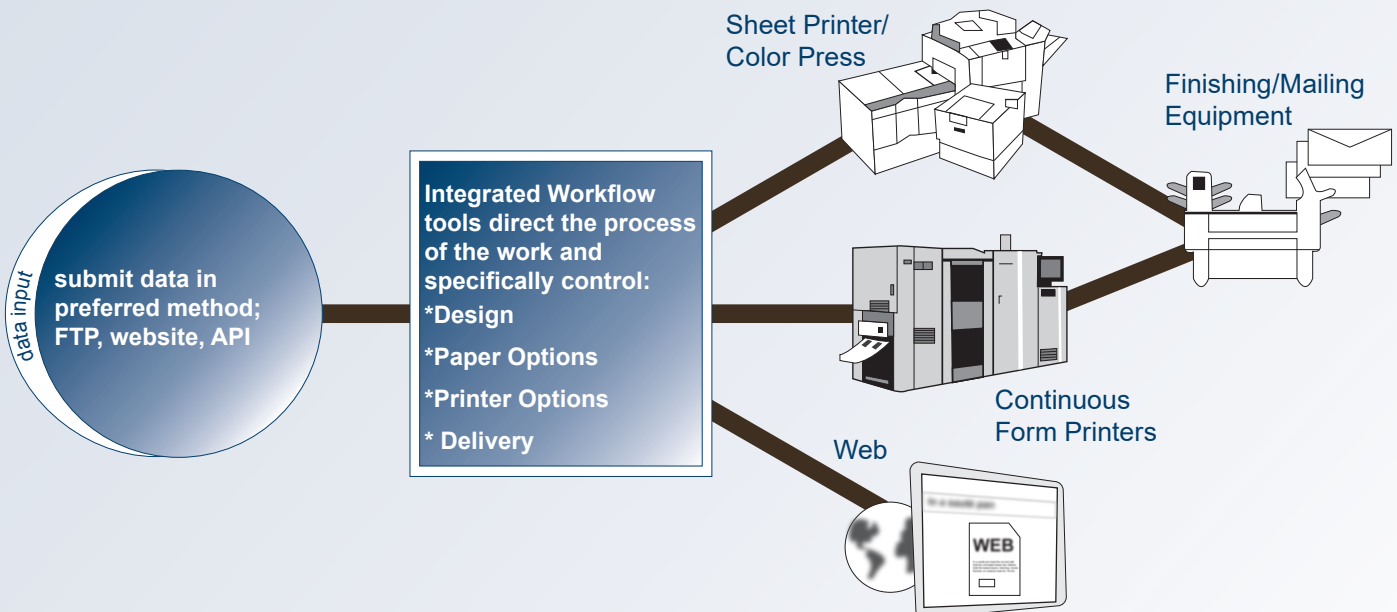 data input
submit data in
preferred method;
FTP, website, API
Integrated Workflow
tools direct the process
of the work and
specifically control:
*Design
*Paper Options
*Printer Options
* Delivery
Sheet Printer/
Color Press
Finishing/Mailing
Equipment
Continuous
Form Printers
Web
WEB